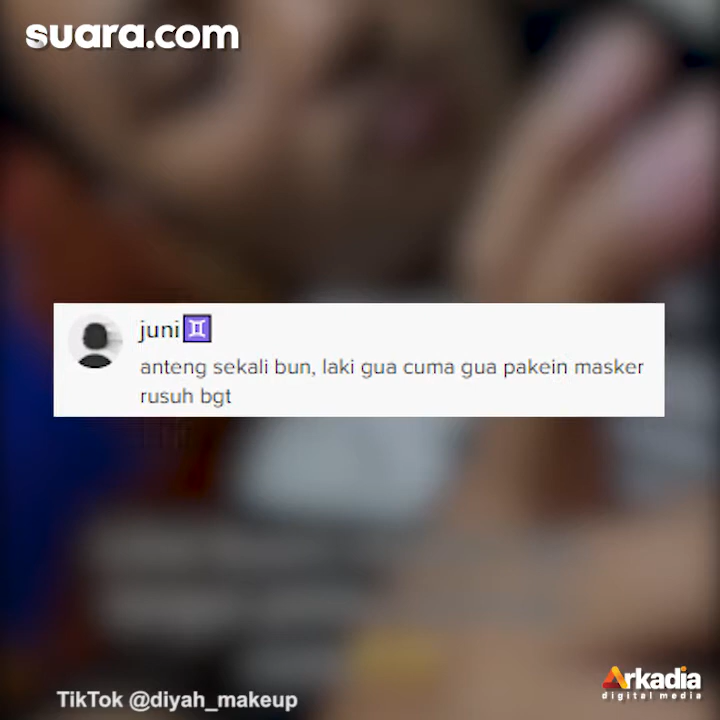 suara.com
juni♊
anteng sekali bun, laki gua cuma gua pakein masker
rusuh bgt
Arkadia
digital media
TikTok @diyah_makeup